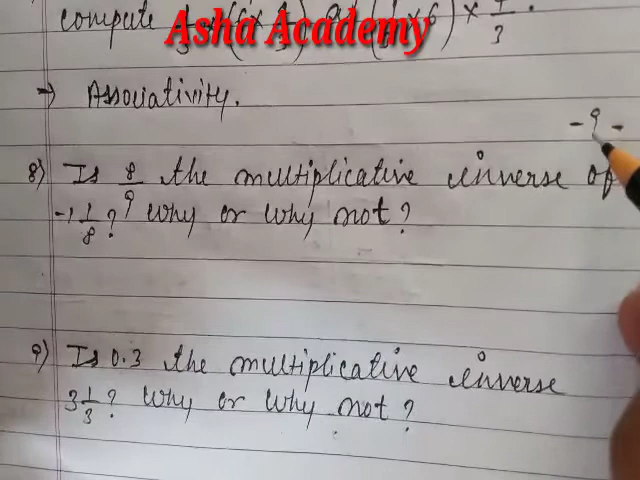 compute
Asha Academy
→ Associativity.
- 9 -
8) Is 8/9 the multiplicative inverse of
-1 1/8? Why or why not?
9) Is 0.3 the multiplicative inverse
3 1/3? Why or why not?